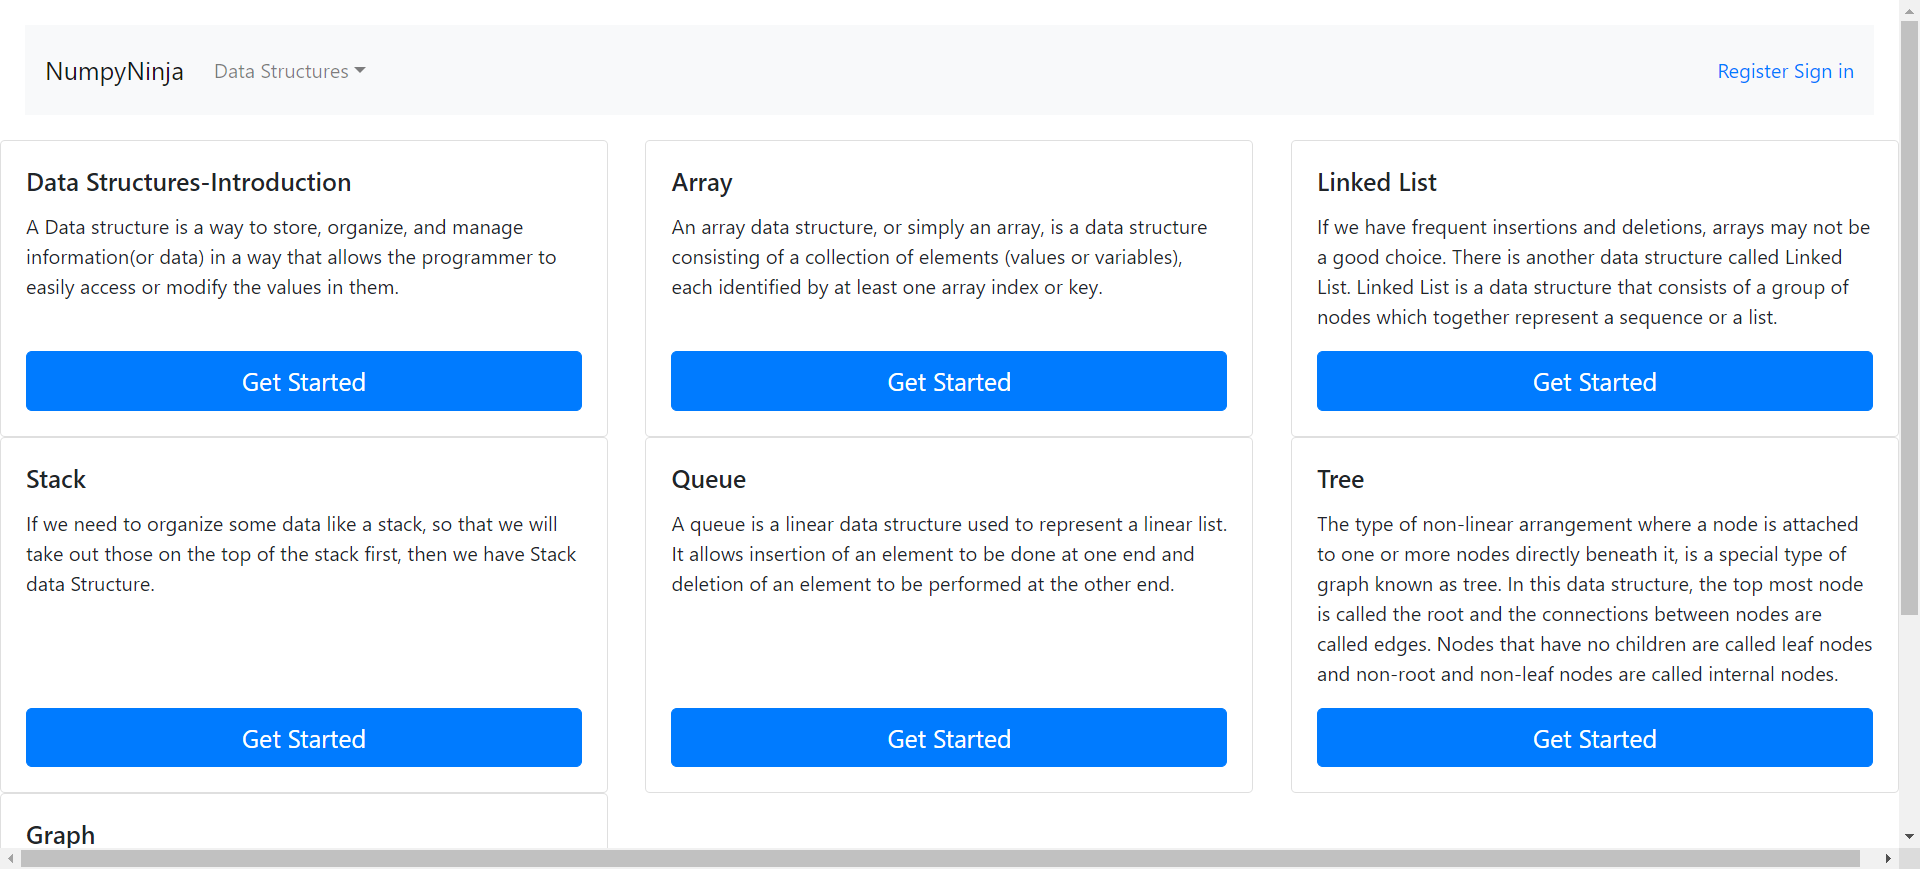 NumpyNinja Data Structures Register Sign in
Data Structures-Introduction
A Data structure is a way to store, organize, and manage
information(or data) in a way that allows the programmer to
easily access or modify the values in them.
Get Started
Array
An array data structure, or simply an array, is a data structure
consisting of a collection of elements (values or variables),
each identified by at least one array index or key.
Get Started
Linked List
If we have frequent insertions and deletions, arrays may not be
a good choice. There is another data structure called Linked
List. Linked List is a data structure that consists of a group of
nodes which together represent a sequence or a list.
Get Started
Stack
If we need to organize some data like a stack, so that we will
take out those on the top of the stack first, then we have Stack
data Structure.
Get Started
Queue
A queue is a linear data structure used to represent a linear list.
It allows insertion of an element to be done at one end and
deletion of an element to be performed at the other end.
Get Started
Tree
The type of non-linear arrangement where a node is attached
to one or more nodes directly beneath it, is a special type of
graph known as tree. In this data structure, the top most node
is called the root and the connections between nodes are
called edges. Nodes that have no children are called leaf nodes
and non-root and non-leaf nodes are called internal nodes.
Get Started
Graph